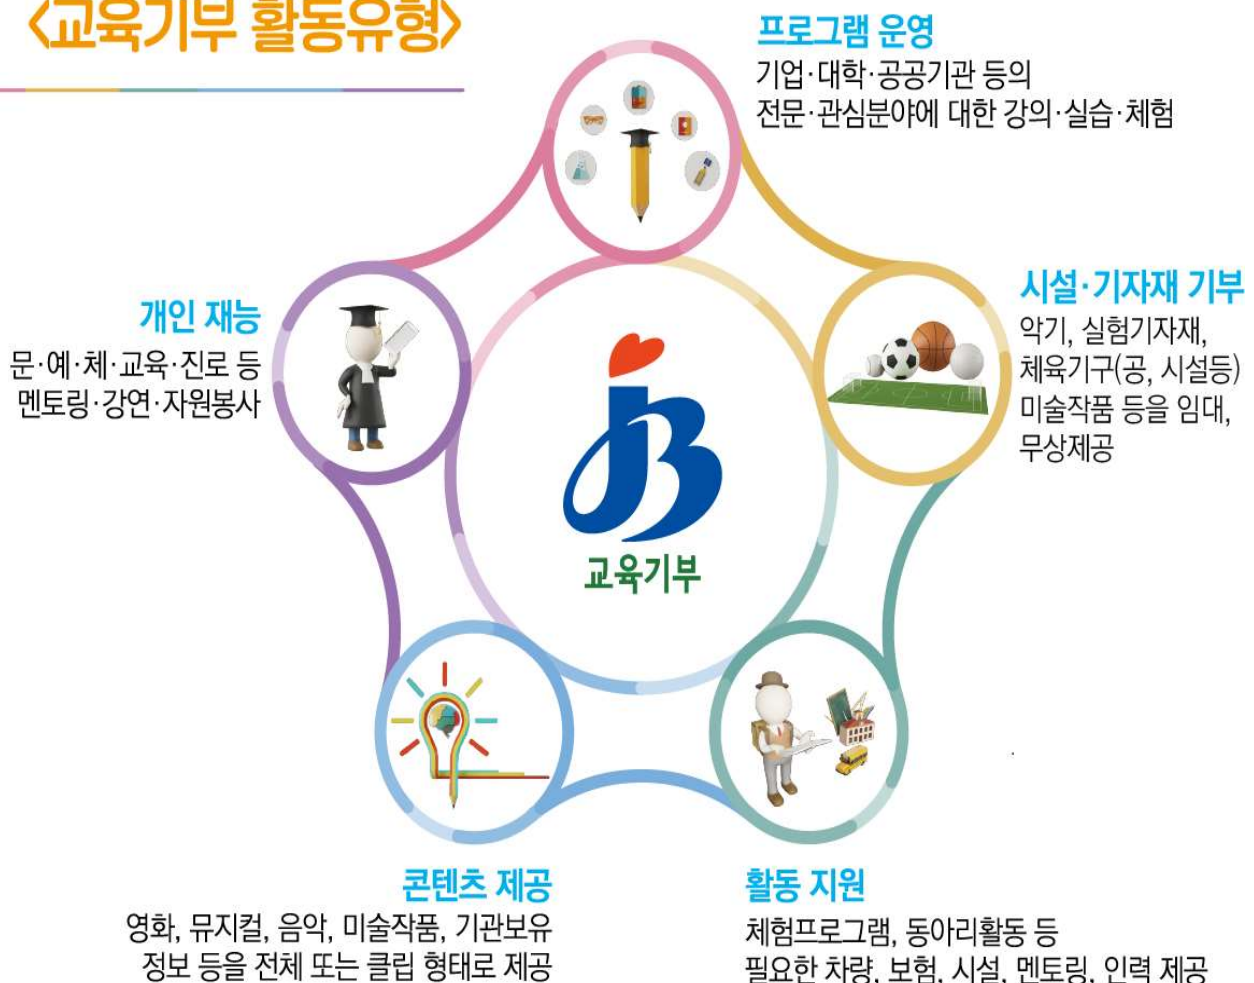 <교육기부 활동유형>
프로그램 운영
기업·대학·공공기관 등의
전문·관심분야에 대한 강의·실습·체험
시설·기자재 기부
악기, 실험기자재,
체육기구(공, 시설등)
미술작품 등을 임대,
무상제공
개인 재능
문·예·체·교육·진로 등
멘토링·강연·자원봉사
JB
교육기부
콘텐츠 제공
영화, 뮤지컬, 음악, 미술작품, 기관보유
정보 등을 전체 또는 클립 형태로 제공
활동 지원
체험프로그램, 동아리활동 등
필요한 차량, 보험, 시설, 멘토링, 인력 제공